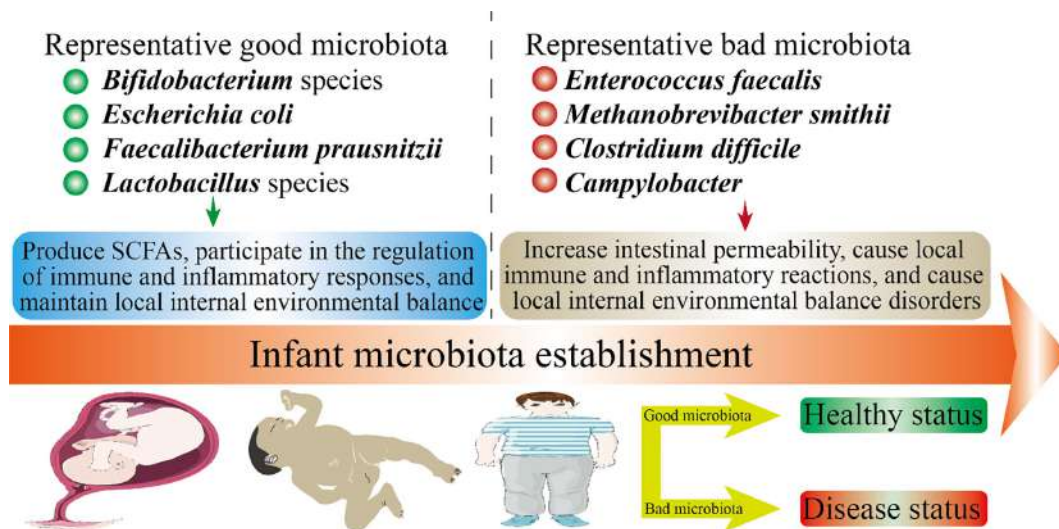 Representative good microbiota
Bifidobacterium species
Escherichia coli
Faecalibacterium prausnitzii
Lactobacillus species
Produce SCFAs, participate in the regulation
of immune and inflammatory responses, and
maintain local internal environmental balance
Representative bad microbiota
Enterococcus faecalis
Methanobrevibacter smithii
Clostridium difficile
Campylobacter
Increase intestinal permeability, cause local
immune and inflammatory reactions, and cause
local internal environmental balance disorders
Infant microbiota establishment
Good microbiota
Healthy status
Bad microbiota
Disease status